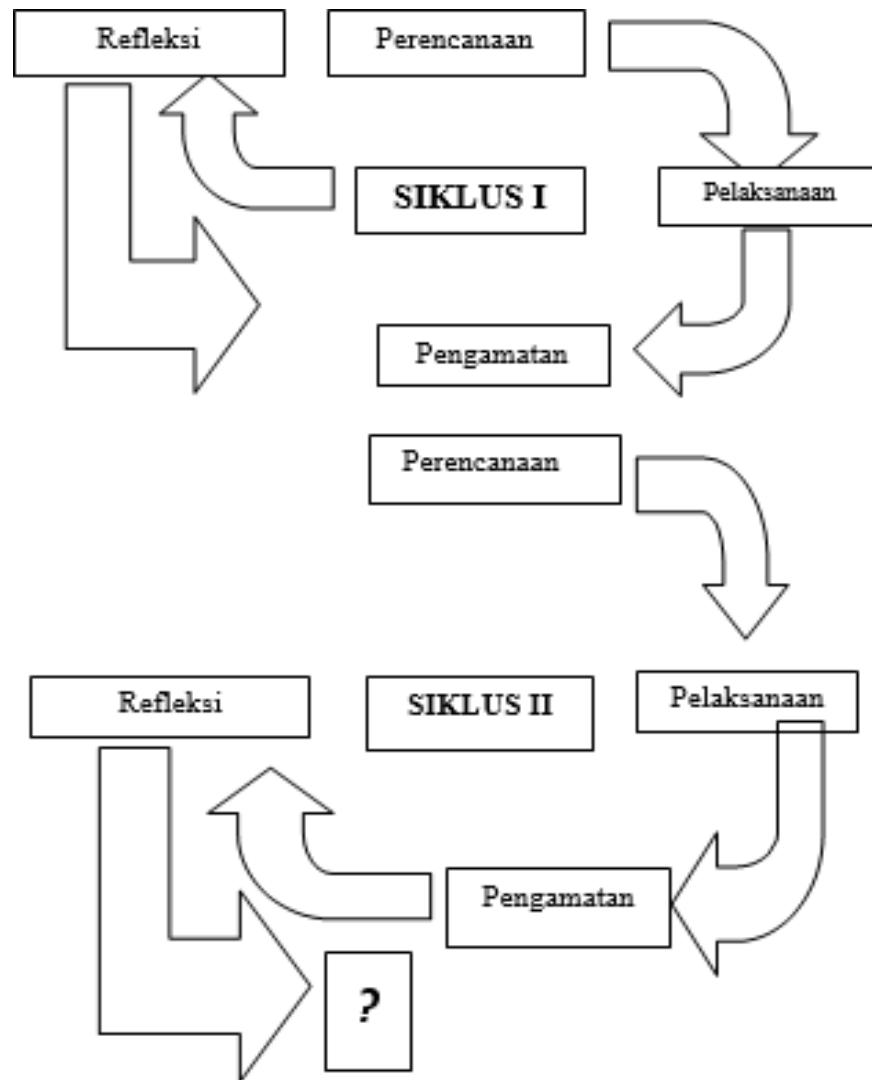 Refleksi
Perencanaan
SIKLUS I
Pelaksanaan
Pengamatan
Perencanaan
Refleksi
SIKLUS II
Pelaksanaan
Pengamatan
?